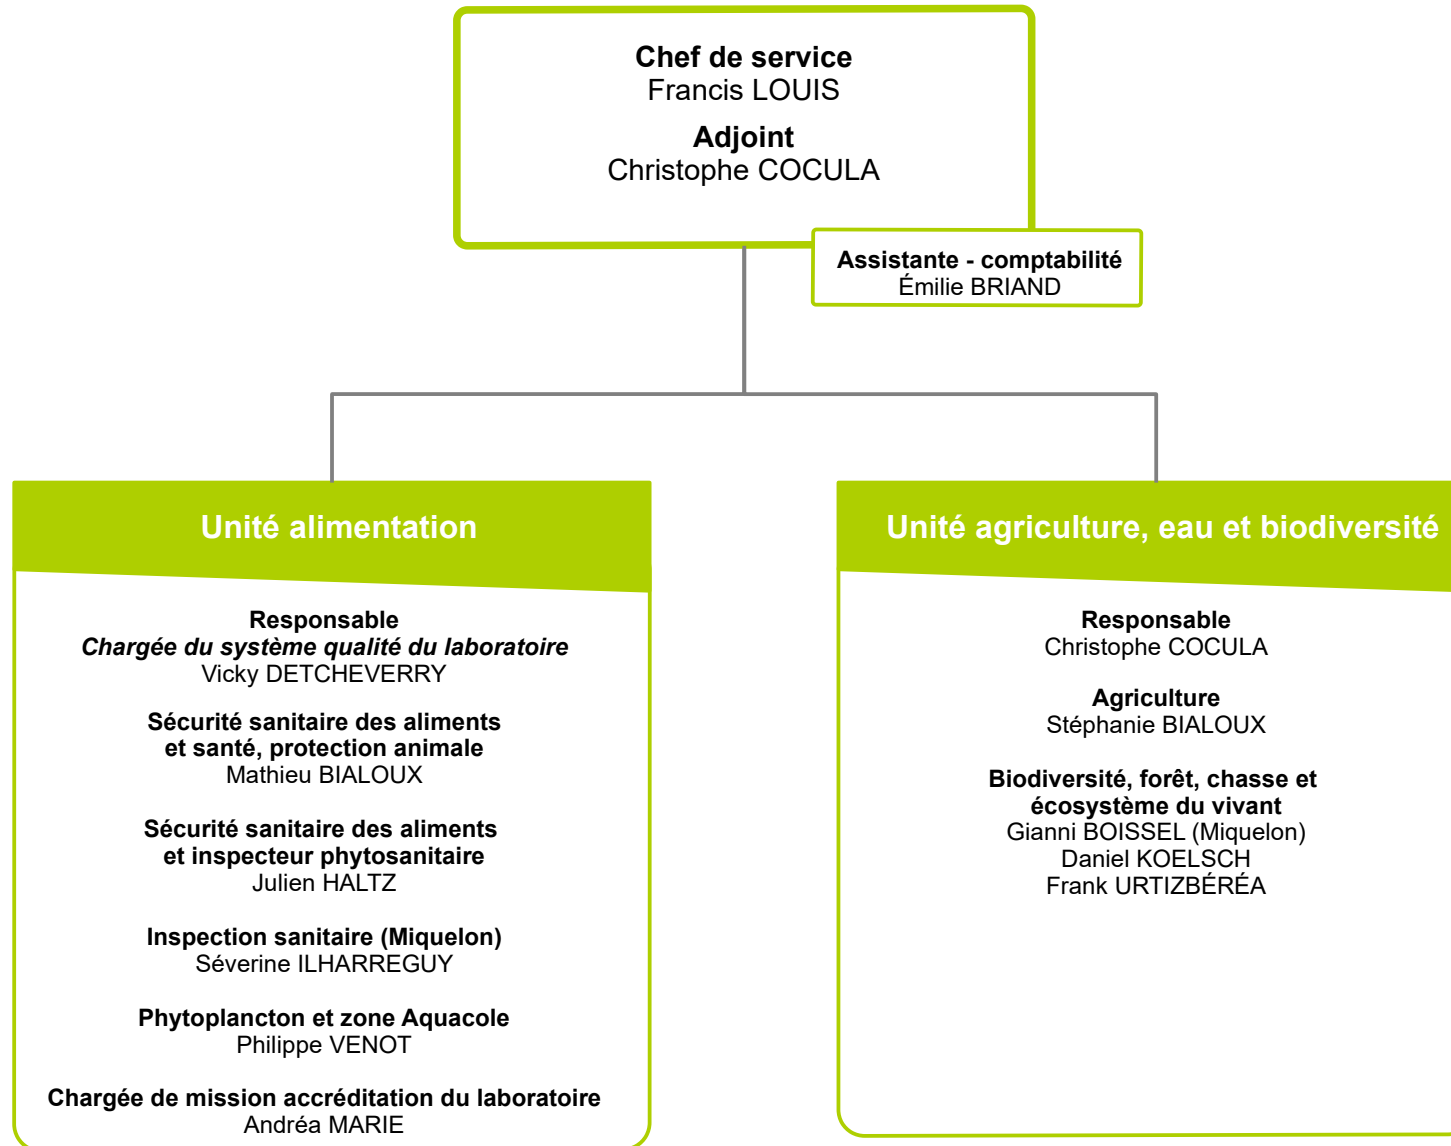 Chef de service
Francis LOUIS
Adjoint
Christophe COCULA
Assistante - comptabilité
Émilie BRIAND
Unité alimentation
Responsable
Chargée du système qualité du laboratoire
Vicky DETCHEVERRY
Sécurité sanitaire des aliments
et santé, protection animale
Mathieu BIALOUX
Sécurité sanitaire des aliments
et inspecteur phytosanitaire
Julien HALTZ
Inspection sanitaire (Miquelon)
Séverine ILHARREGUY
Phytoplancton et zone Aquacole
Philippe VENOT
Chargée de mission accréditation du laboratoire
Andréa MARIE
Unité agriculture, eau et biodiversité
Responsable
Christophe COCULA
Agriculture
Stéphanie BIALOUX
Biodiversité, forêt, chasse et
écosystème du vivant
Gianni BOISSEL (Miquelon)
Daniel KOELSCH
Frank URTIZBÉRÉA